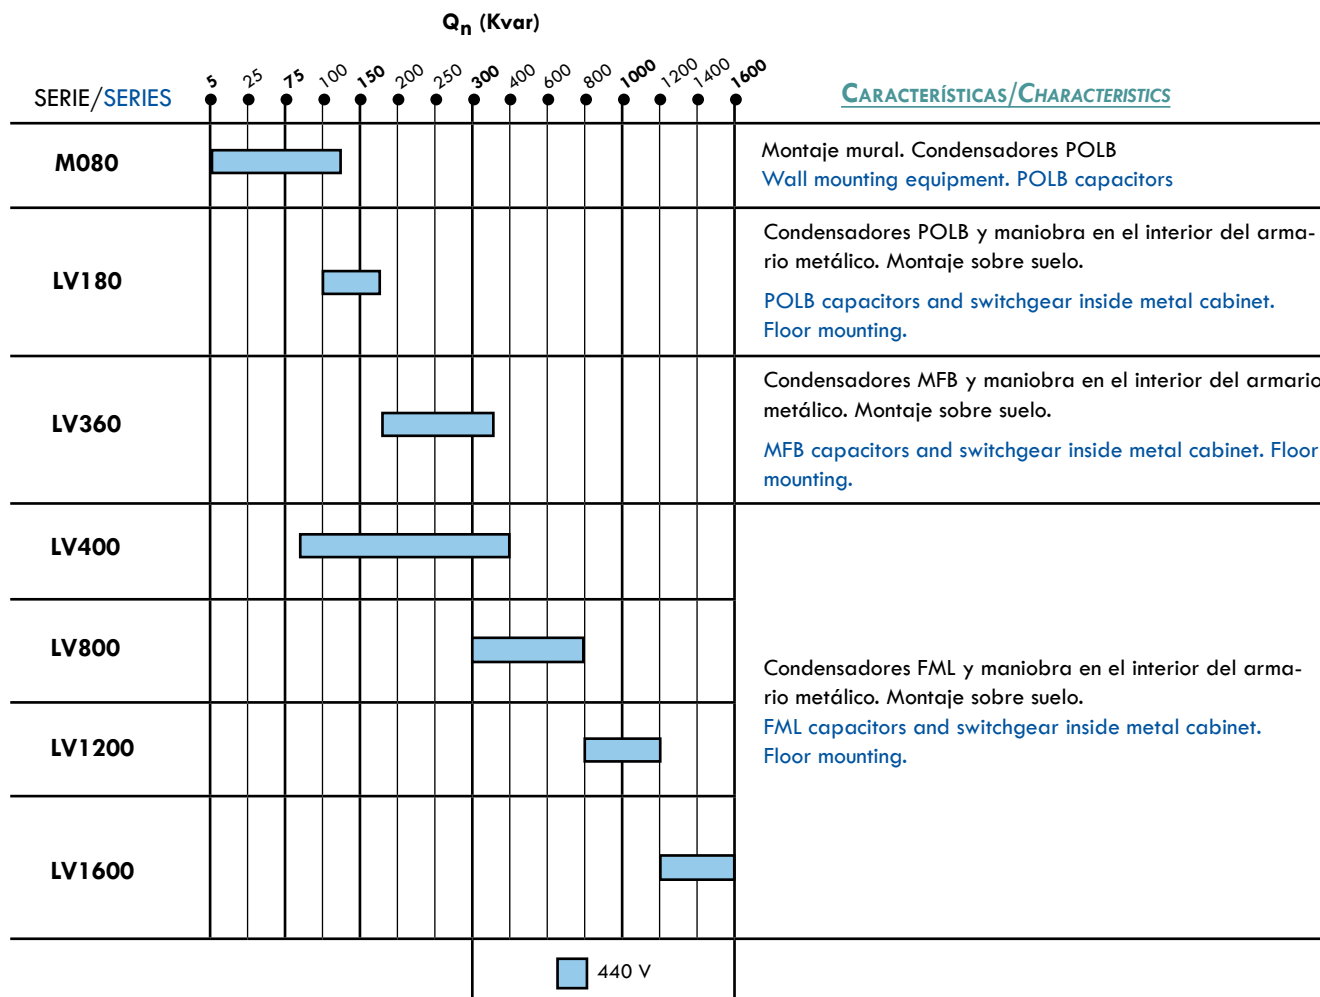 Qn (Kvar)
5 25 75 100 150 200 250 300 400 600 800 1000 1200 1400 1600
SERIE/SERIES
CARACTERÍSTICAS/CHARACTERISTICS
M080
Montaje mural. Condensadores POLB
Wall mounting equipment. POLB capacitors
LV180
Condensadores POLB y maniobra en el interior del arma-
rio metálico. Montaje sobre suelo.
POLB capacitors and switchgear inside metal cabinet.
Floor mounting.
LV360
Condensadores MFB y maniobra en el interior del armario
metálico. Montaje sobre suelo.
MFB capacitors and switchgear inside metal cabinet. Floor
mounting.
LV400
LV800
LV1200
LV1600
Condensadores FML y maniobra en el interior del arma-
rio metálico. Montaje sobre suelo.
FML capacitors and switchgear inside metal cabinet.
Floor mounting.
440 V